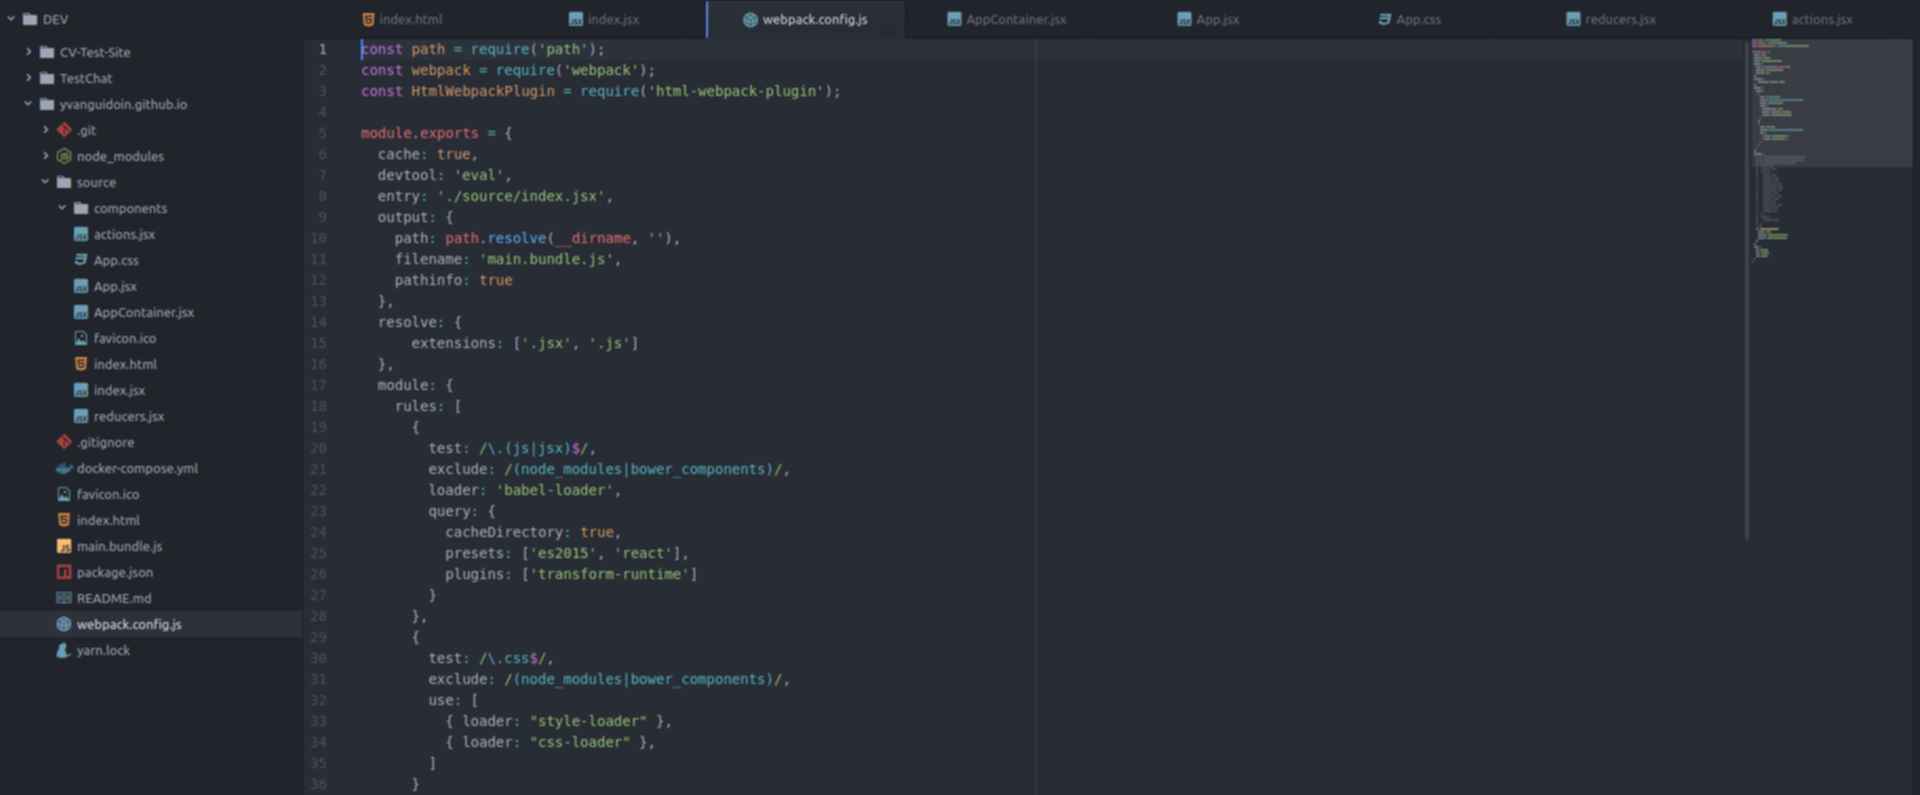 DEV
CV-Test-Site
TestChat
yvanguidoin.github.io
.git
node_modules
source
components
actions.jsx
App.css
App.jsx
AppContainer.jsx
favicon.ico
index.html
index.jsx
reducers.jsx
.gitignore
docker-compose.yml
favicon.ico
index.html
main.bundle.js
package.json
README.md
webpack.config.js
yarn.lock
index.html
index.jsx
webpack.config.js
AppContainer.jsx
App.jsx
App.css
reducers.jsx
actions.jsx
1 const path = require('path');
2 const webpack = require('webpack');
3 const HtmlWebpackPlugin = require('html-webpack-plugin');
4
5 module.exports = {
6 cache: true,
7 devtool: 'eval',
8 entry: './source/index.jsx',
9 output: {
10 path: path.resolve(__dirname, ''),
11 filename: 'main.bundle.js',
12 pathinfo: true
13 },
14 resolve: {
15 extensions: ['.jsx', '.js']
16 },
17 module: {
18 rules: [
19 {
20 test: /\.(js|jsx)$/,
21 exclude: /(node_modules|bower_components)/,
22 loader: 'babel-loader',
23 query: {
24 cacheDirectory: true,
25 presets: ['es2015', 'react'],
26 plugins: ['transform-runtime']
27 }
28 },
29 {
30 test: /\.css$/,
31 exclude: /(node_modules|bower_components)/,
32 use: [
33 { loader: "style-loader" },
34 { loader: "css-loader" },
35 ]
36 }